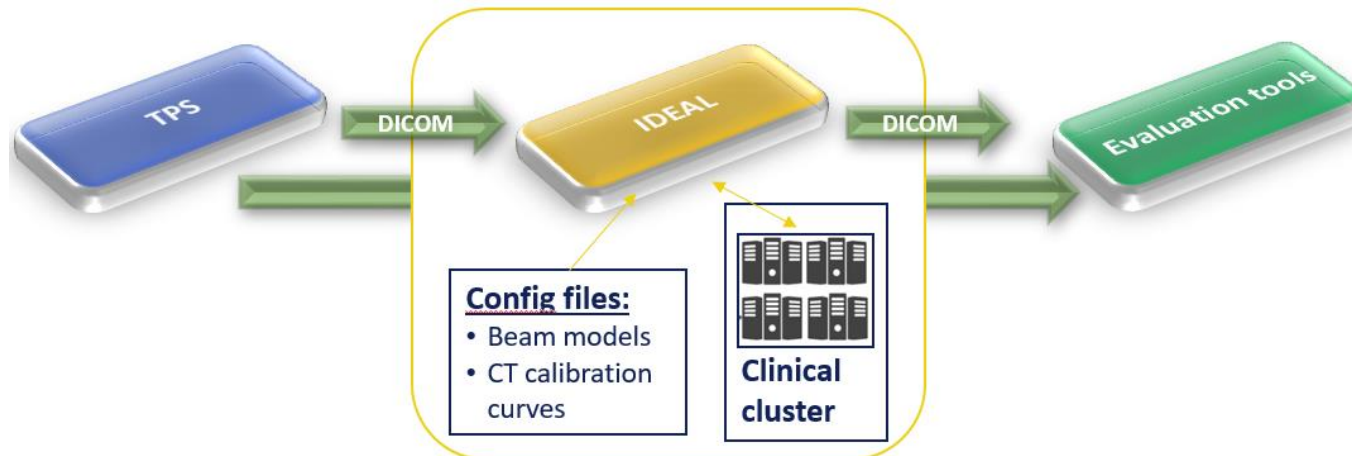 TPS
DICOM
IDEAL
DICOM
Evaluation tools
Config files:
• Beam models
• CT calibration
curves
Clinical
cluster